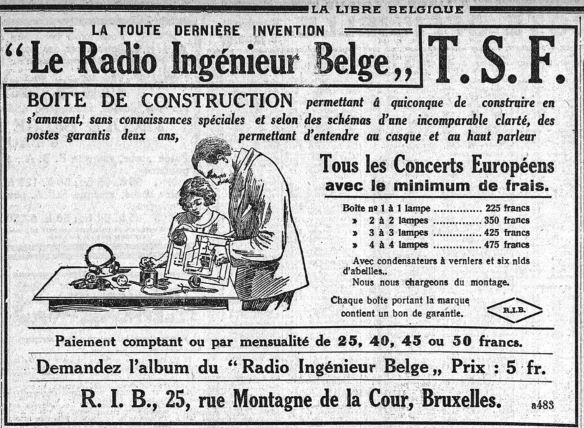 LA LIBRE BELGIQUE
LA TOUTE DERNIÈRE INVENTION
“Le Radio Ingénieur Belge„
T. S. F.
BOITE DE CONSTRUCTION permettant á quiconque de construire en
s'amusant, sans connaissances spéciales et selon des schémas d'une incomparable clarté, des
postes garantis deux ans, permettant d'entendre au casque et au haut parleur
Tous les Concerts Européens
avec le minimum de frais.
Boîte nº 1 à 1 lampe ............... 225 francs
» 2 à 2 lampes ............... 350 francs
» 3 à 3 lampes ............... 425 francs
» 4 à 4 lampes ............... 475 francs
Avec condensateurs à verniers et six nids
d'abeilles..
Nous nous chargeons du montage.
Chaque boîte portant la marque
contient un bon de garantie.
R.I.B.
Paiement comptant ou par mensualité de 25, 40, 45 ou 50 francs.
Demandez l'album du “Radio Ingénieur Belge„ Prix : 5 fr.
R. I. B., 25, rue Montagne de la Cour, Bruxelles.
a483